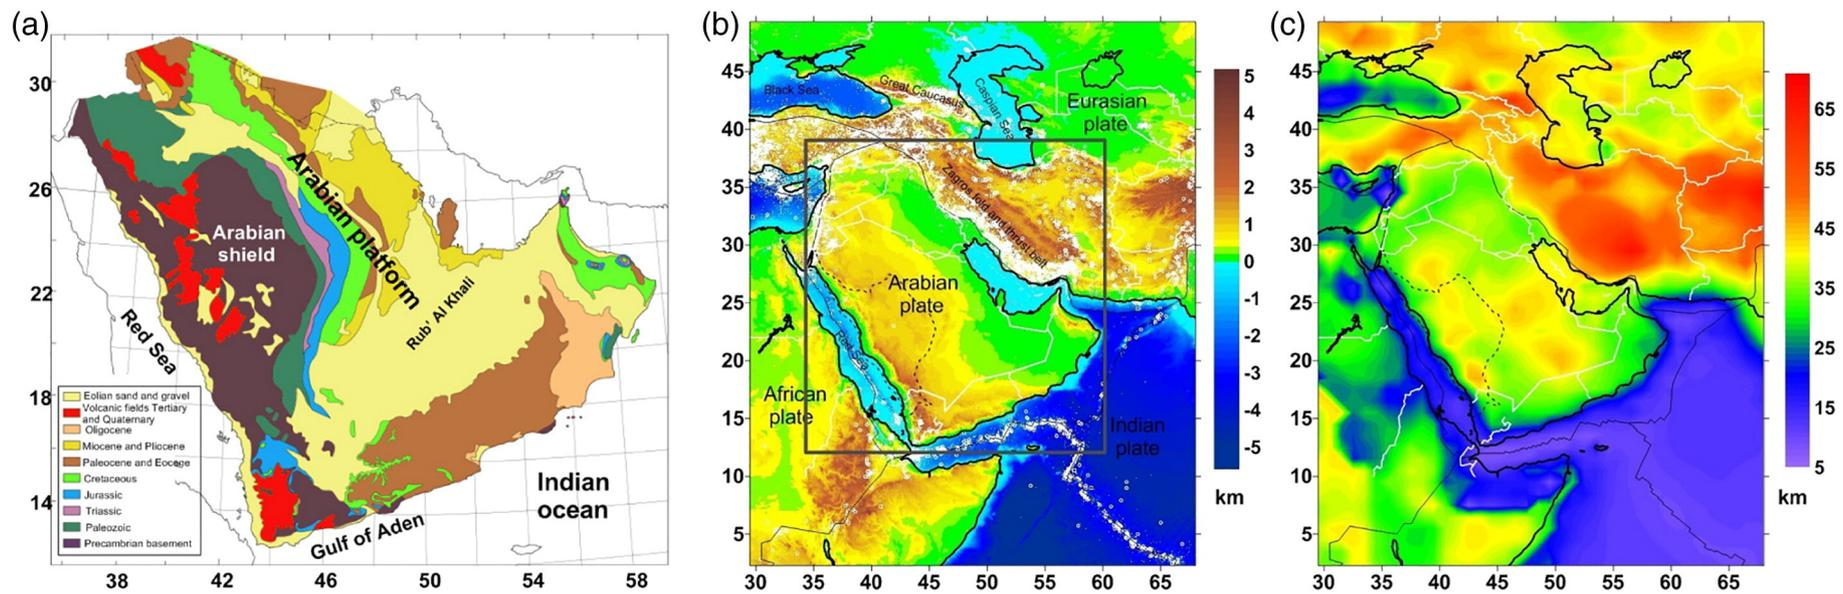 (a)
30
26
22
18
14
38 42 46 50 54 58
Arabian
shield
Arabian platform
Rub' Al Khali
Red Sea
Gulf of Aden
Indian
ocean
Eolian sand and gravel
Volcanic fields Tertiary
and Quaternary
Oligocene
Miocene and Pliocene
Paleocene and Eocene
Cretaceous
Jurassic
Triassic
Paleozoic
Precambrian basement
(b)
45
40
35
30
25
20
15
10
5
30 35 40 45 50 55 60 65
Black Sea
Great Caucasus
Caspian Sea
Eurasian
plate
Zagros fold and thrust belt
Arabian
plate
Red Sea
African
plate
Indian
plate
5
4
3
2
1
0
-1
-2
-3
-4
-5
km
(c)
45
40
35
30
25
20
15
10
5
30 35 40 45 50 55 60 65
65
55
45
35
25
15
5
km